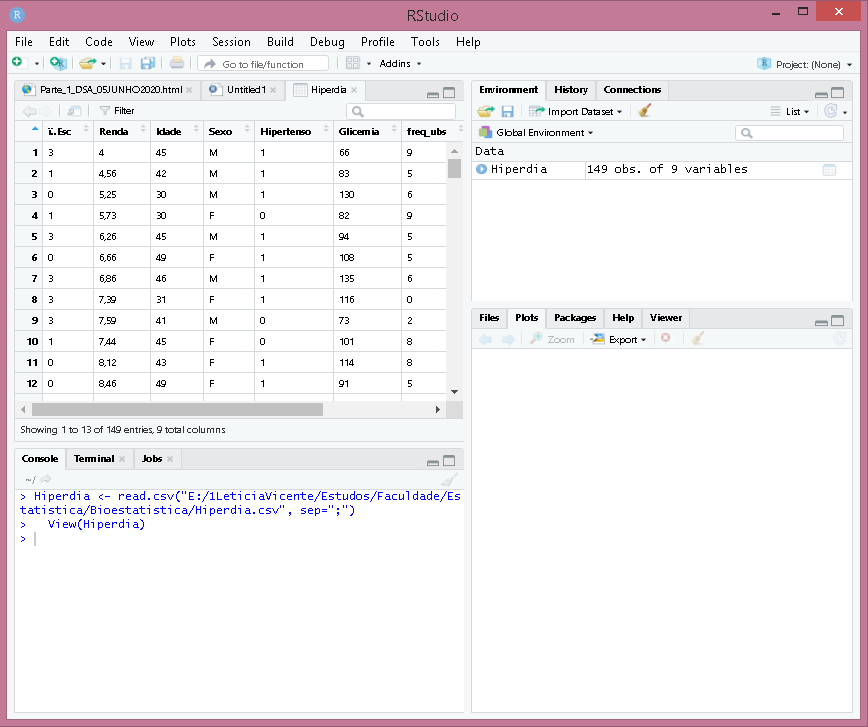 RStudio
File Edit Code View Plots Session Build Debug Profile Tools Help
Go to file/function Addins Project: (None)
Parte_1_DSA_05JUNHO2020.html Untitled1 Hiperdia
Filter
ï..Esc Renda Idade Sexo Hipertenso Glicemia freq_ubs
1 3 4 45 M 1 66 9
2 1 4,56 42 M 1 83 5
3 0 5,25 30 M 1 130 6
4 1 5,73 30 F 0 82 9
5 3 6,26 45 M 1 94 5
6 0 6,66 49 F 1 108 5
7 3 6,86 46 M 1 135 6
8 3 7,39 31 F 1 116 0
9 3 7,59 41 M 0 73 2
10 1 7,44 45 F 0 101 8
11 0 8,12 43 F 1 114 8
12 0 8,46 49 F 1 91 5
Showing 1 to 13 of 149 entries, 9 total columns
Console Terminal Jobs
~/
> Hiperdia <- read.csv("E:/1LeticiaVicente/Estudos/Faculdade/Es
tatistica/Bioestatistica/Hiperdia.csv", sep=";")
> View(Hiperdia)
>
Environment History Connections
Import Dataset List
Global Environment
Data
Hiperdia 149 obs. of 9 variables
Files Plots Packages Help Viewer
Zoom Export